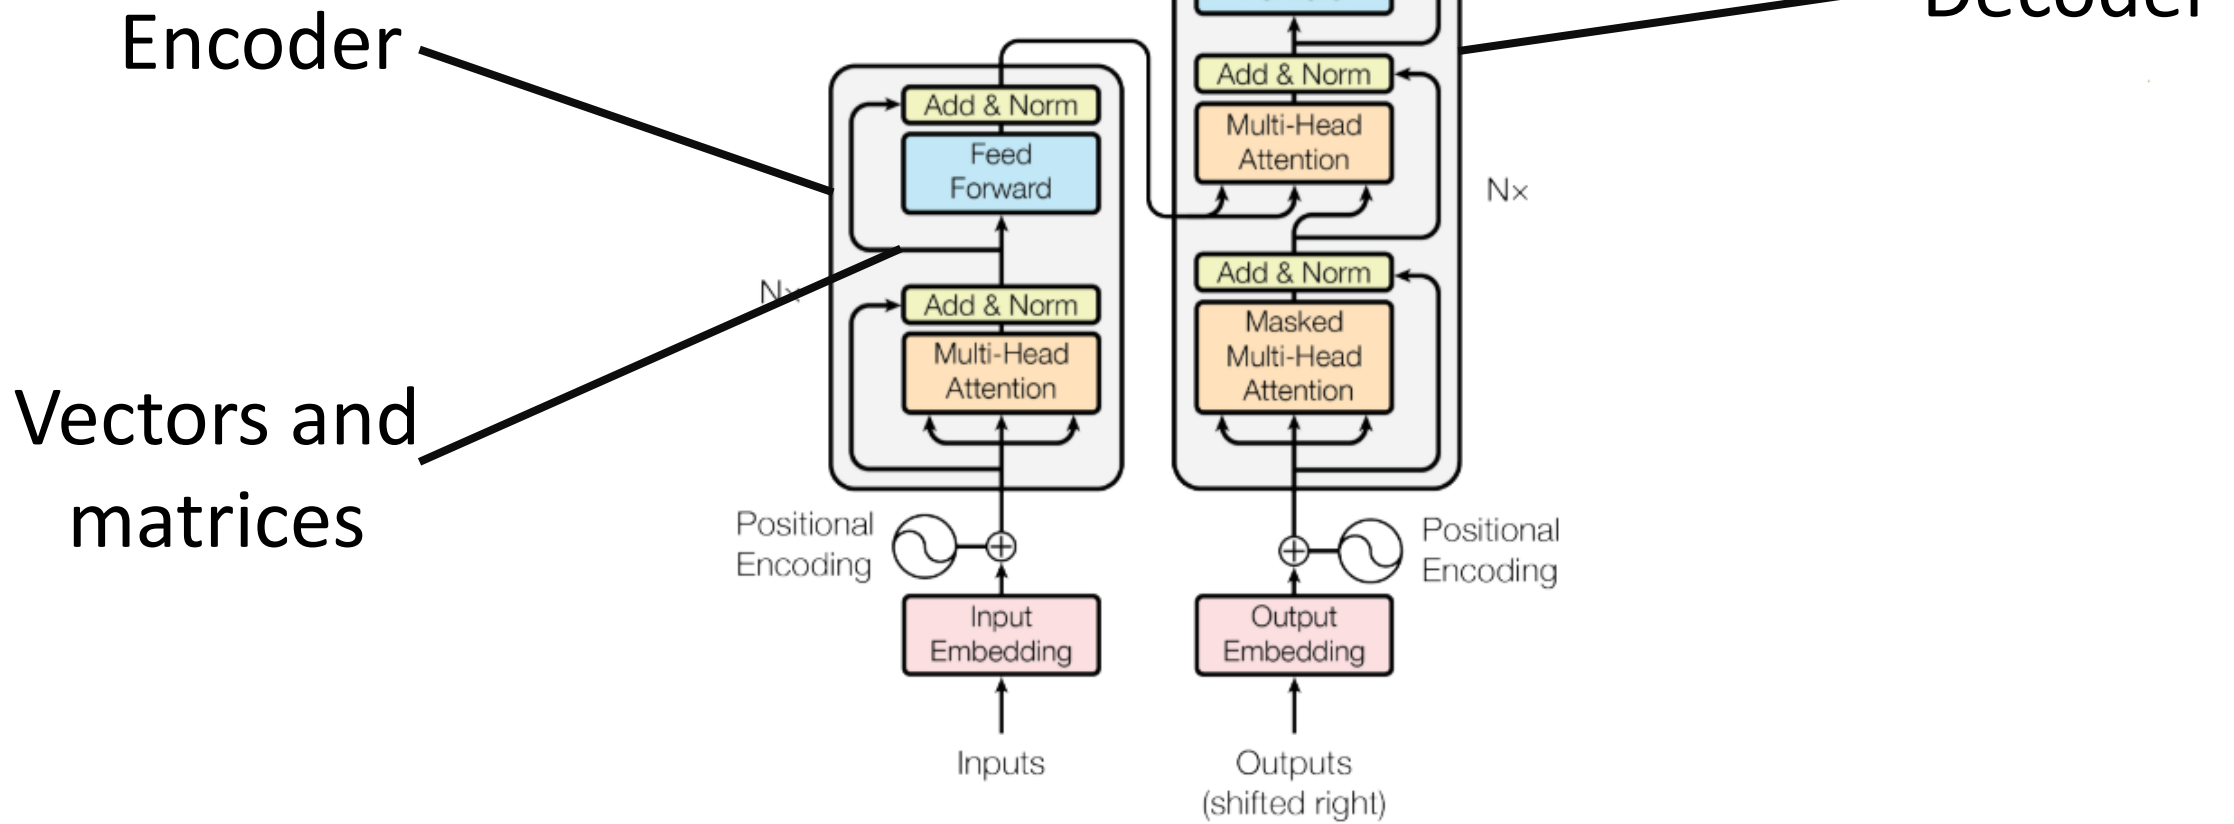 Encoder
Decoder
Add & Norm
Multi-Head
Attention
Add & Norm
Feed
Forward
Nx
Add & Norm
Masked
Multi-Head
Attention
Nx
Add & Norm
Multi-Head
Attention
Vectors and
matrices
Positional
Encoding
Positional
Encoding
Input
Embedding
Output
Embedding
Inputs
Outputs
(shifted right)